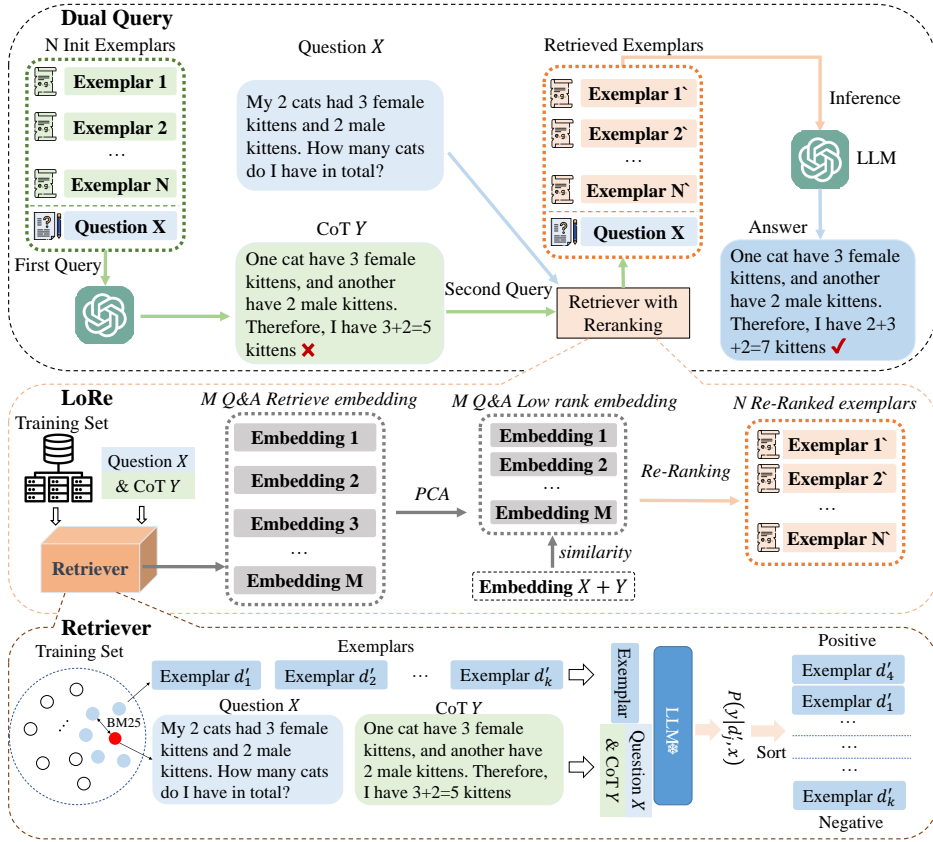 Dual Query
N Init Exemplars
Exemplar 1
Exemplar 2
...
Exemplar N
Question X
First Query
Question X
My 2 cats had 3 female
kittens and 2 male
kittens. How many cats
do I have in total?
CoT Y
One cat have 3 female
kittens, and another
have 2 male kittens.
Therefore, I have 3+2=5
kittens ✘
Second Query
Retrieved Exemplars
Exemplar 1`
Exemplar 2`
...
Exemplar N`
Question X
Retriever with
Reranking
Inference
LLM
Answer
One cat have 3 female
kittens, and another
have 2 male kittens.
Therefore, I have 2+3
+2=7 kittens ✔
LoRe
Training Set
Question X
& CoT Y
Retriever
M Q&A Retrieve embedding
Embedding 1
Embedding 2
Embedding 3
...
Embedding M
PCA
M Q&A Low rank embedding
Embedding 1
Embedding 2
...
Embedding M
similarity
Embedding X + Y
Re-Ranking
N Re-Ranked exemplars
Exemplar 1`
Exemplar 2`
...
Exemplar N`
Retriever
Training Set
BM25
Exemplars
Exemplar d′₁
Exemplar d′₂
...
Exemplar d′ₖ
Question X
My 2 cats had 3 female
kittens and 2 male
kittens. How many cats
do I have in total?
CoT Y
One cat have 3 female
kittens, and another have
2 male kittens. Therefore,
I have 3+2=5 kittens
Exemplar
Question X
& CoT Y
LLM
P(y|d′ⱼ, x)
Sort
Positive
Exemplar d′₄
Exemplar d′₁
...
...
...
Exemplar d′ₖ
Negative